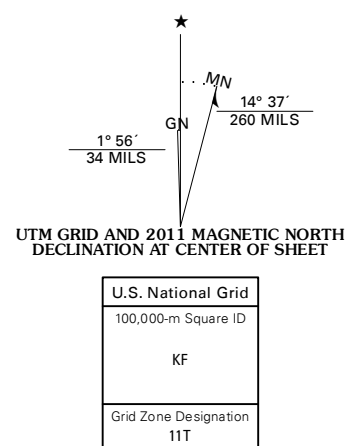 ★
MN
GN
14° 37´
260 MILS
1° 56´
34 MILS
UTM GRID AND 2011 MAGNETIC NORTH
DECLINATION AT CENTER OF SHEET
U.S. National Grid
100,000-m Square ID
KF
Grid Zone Designation
11T